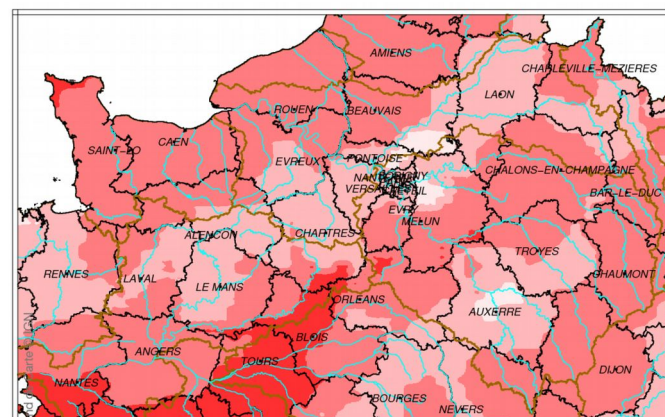 AMIENS
CHARLEVILLE-MEZIERES
LAON
ROUEN
BEAUVAIS
CAEN
SAINT-LO
EVREUX
PONTOISE
CHALONS-EN-CHAMPAGNE
BAR-LE-DUC
EVRY
MELUN
ALENCON
CHARTRES
TROYES
RENNES
LAVAL
LE MANS
CHAUMONT
ORLEANS
AUXERRE
BLOIS
ANGERS
TOURS
DIJON
NANTES
BOURGES
NEVERS